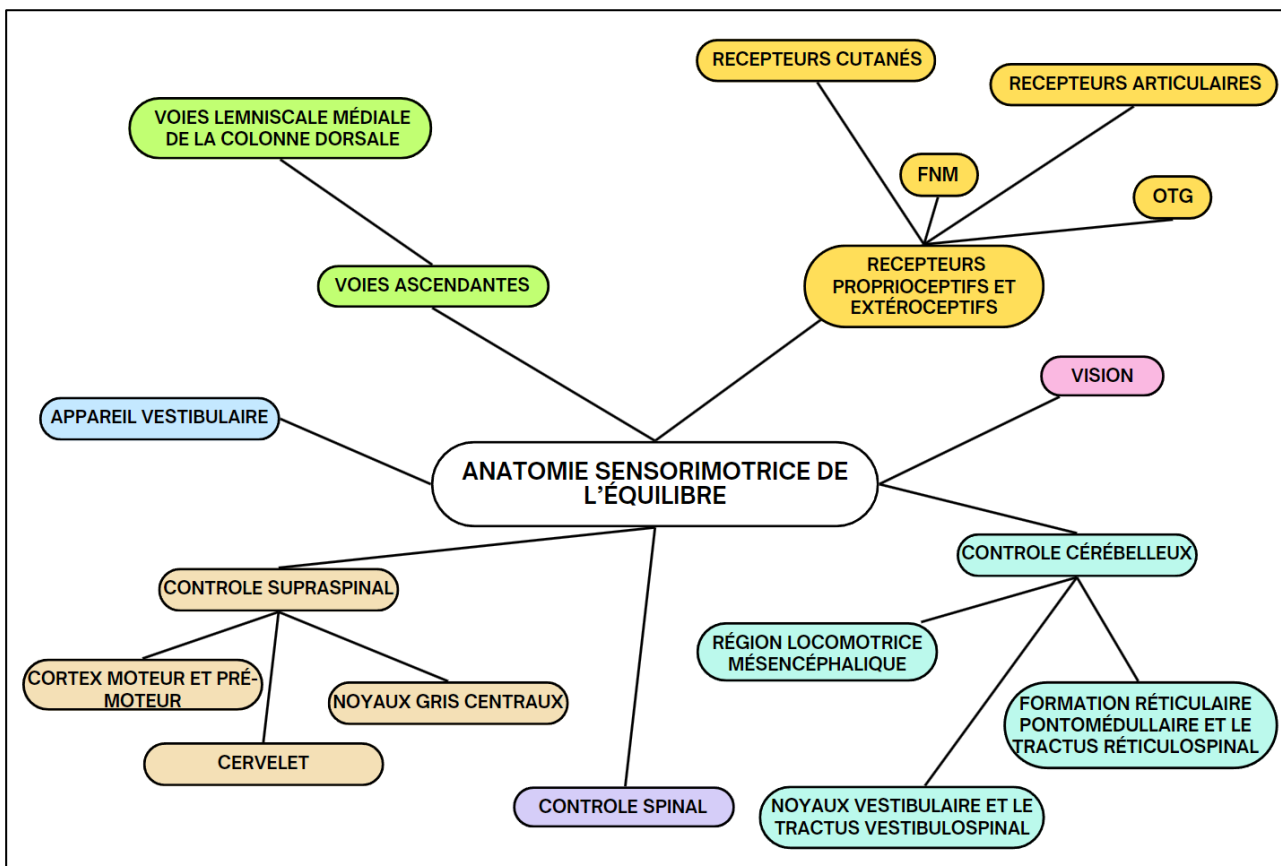 RECEPTEURS CUTANÉS
RECEPTEURS ARTICULAIRES
VOIES LEMNISCALE MÉDIALE
DE LA COLONNE DORSALE
FNM
OTG
RECEPTEURS
PROPRIOCEPTIFS ET
EXTÉROCEPTIFS
VOIES ASCENDANTES
VISION
APPAREIL VESTIBULAIRE
ANATOMIE SENSORIMOTRICE DE
L'ÉQUILIBRE
CONTROLE CÉRÉBELLEUX
CONTROLE SUPRASPINAL
RÉGION LOCOMOTRICE
MÉSENCÉPHALIQUE
CORTEX MOTEUR ET PRÉ-
MOTEUR
NOYAUX GRIS CENTRAUX
FORMATION RÉTICULAIRE
PONTOMÉDULLAIRE ET LE
TRACTUS RÉTICULOSPINAL
CERVELET
CONTROLE SPINAL
NOYAUX VESTIBULAIRE ET LE
TRACTUS VESTIBULOSPINAL